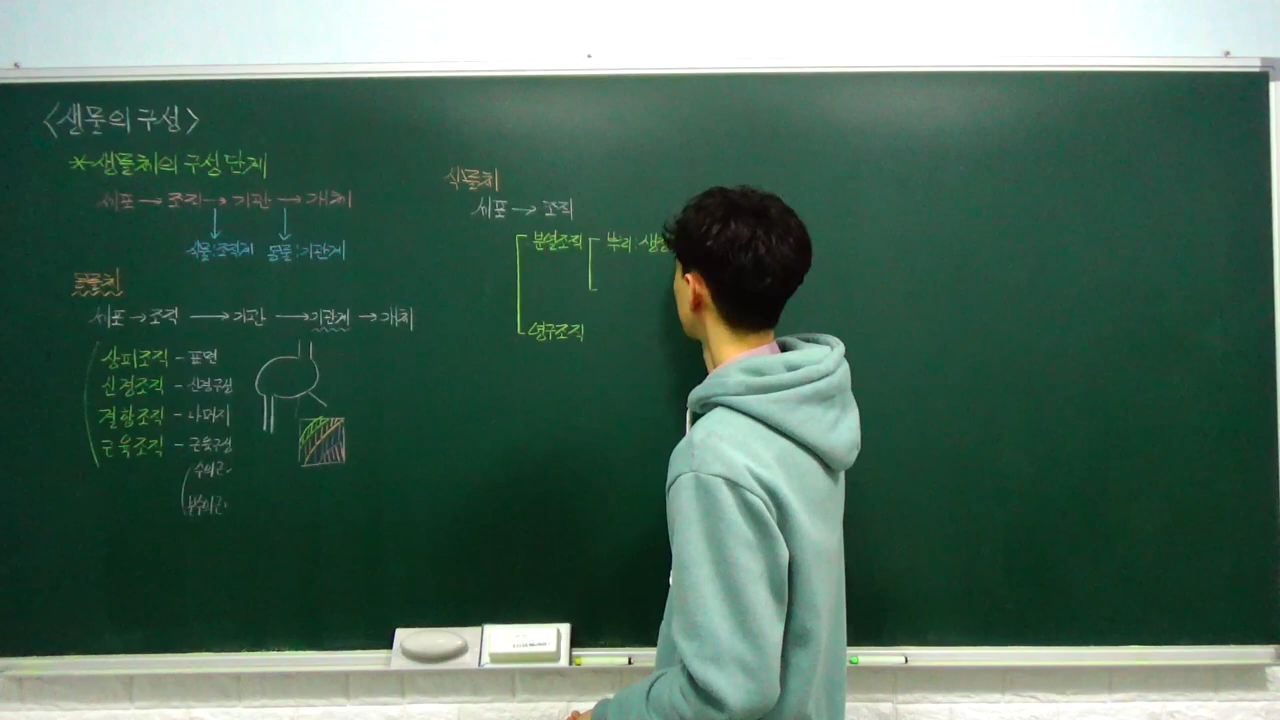 <생물의 구성>
*생물체의 구성 단계
세포 → 조직 → 기관 → 개체
식물:조직계 동물:기관계
동물체
세포 → 조직 → 기관 → 기관계 → 개체
상피조직 - 표면
신경조직 - 신경구성
결합조직 - 나머지
근육조직 - 근육구성
수의근
불수의근
식물체
세포 → 조직
분열조직 뿌리:생장
영구조직